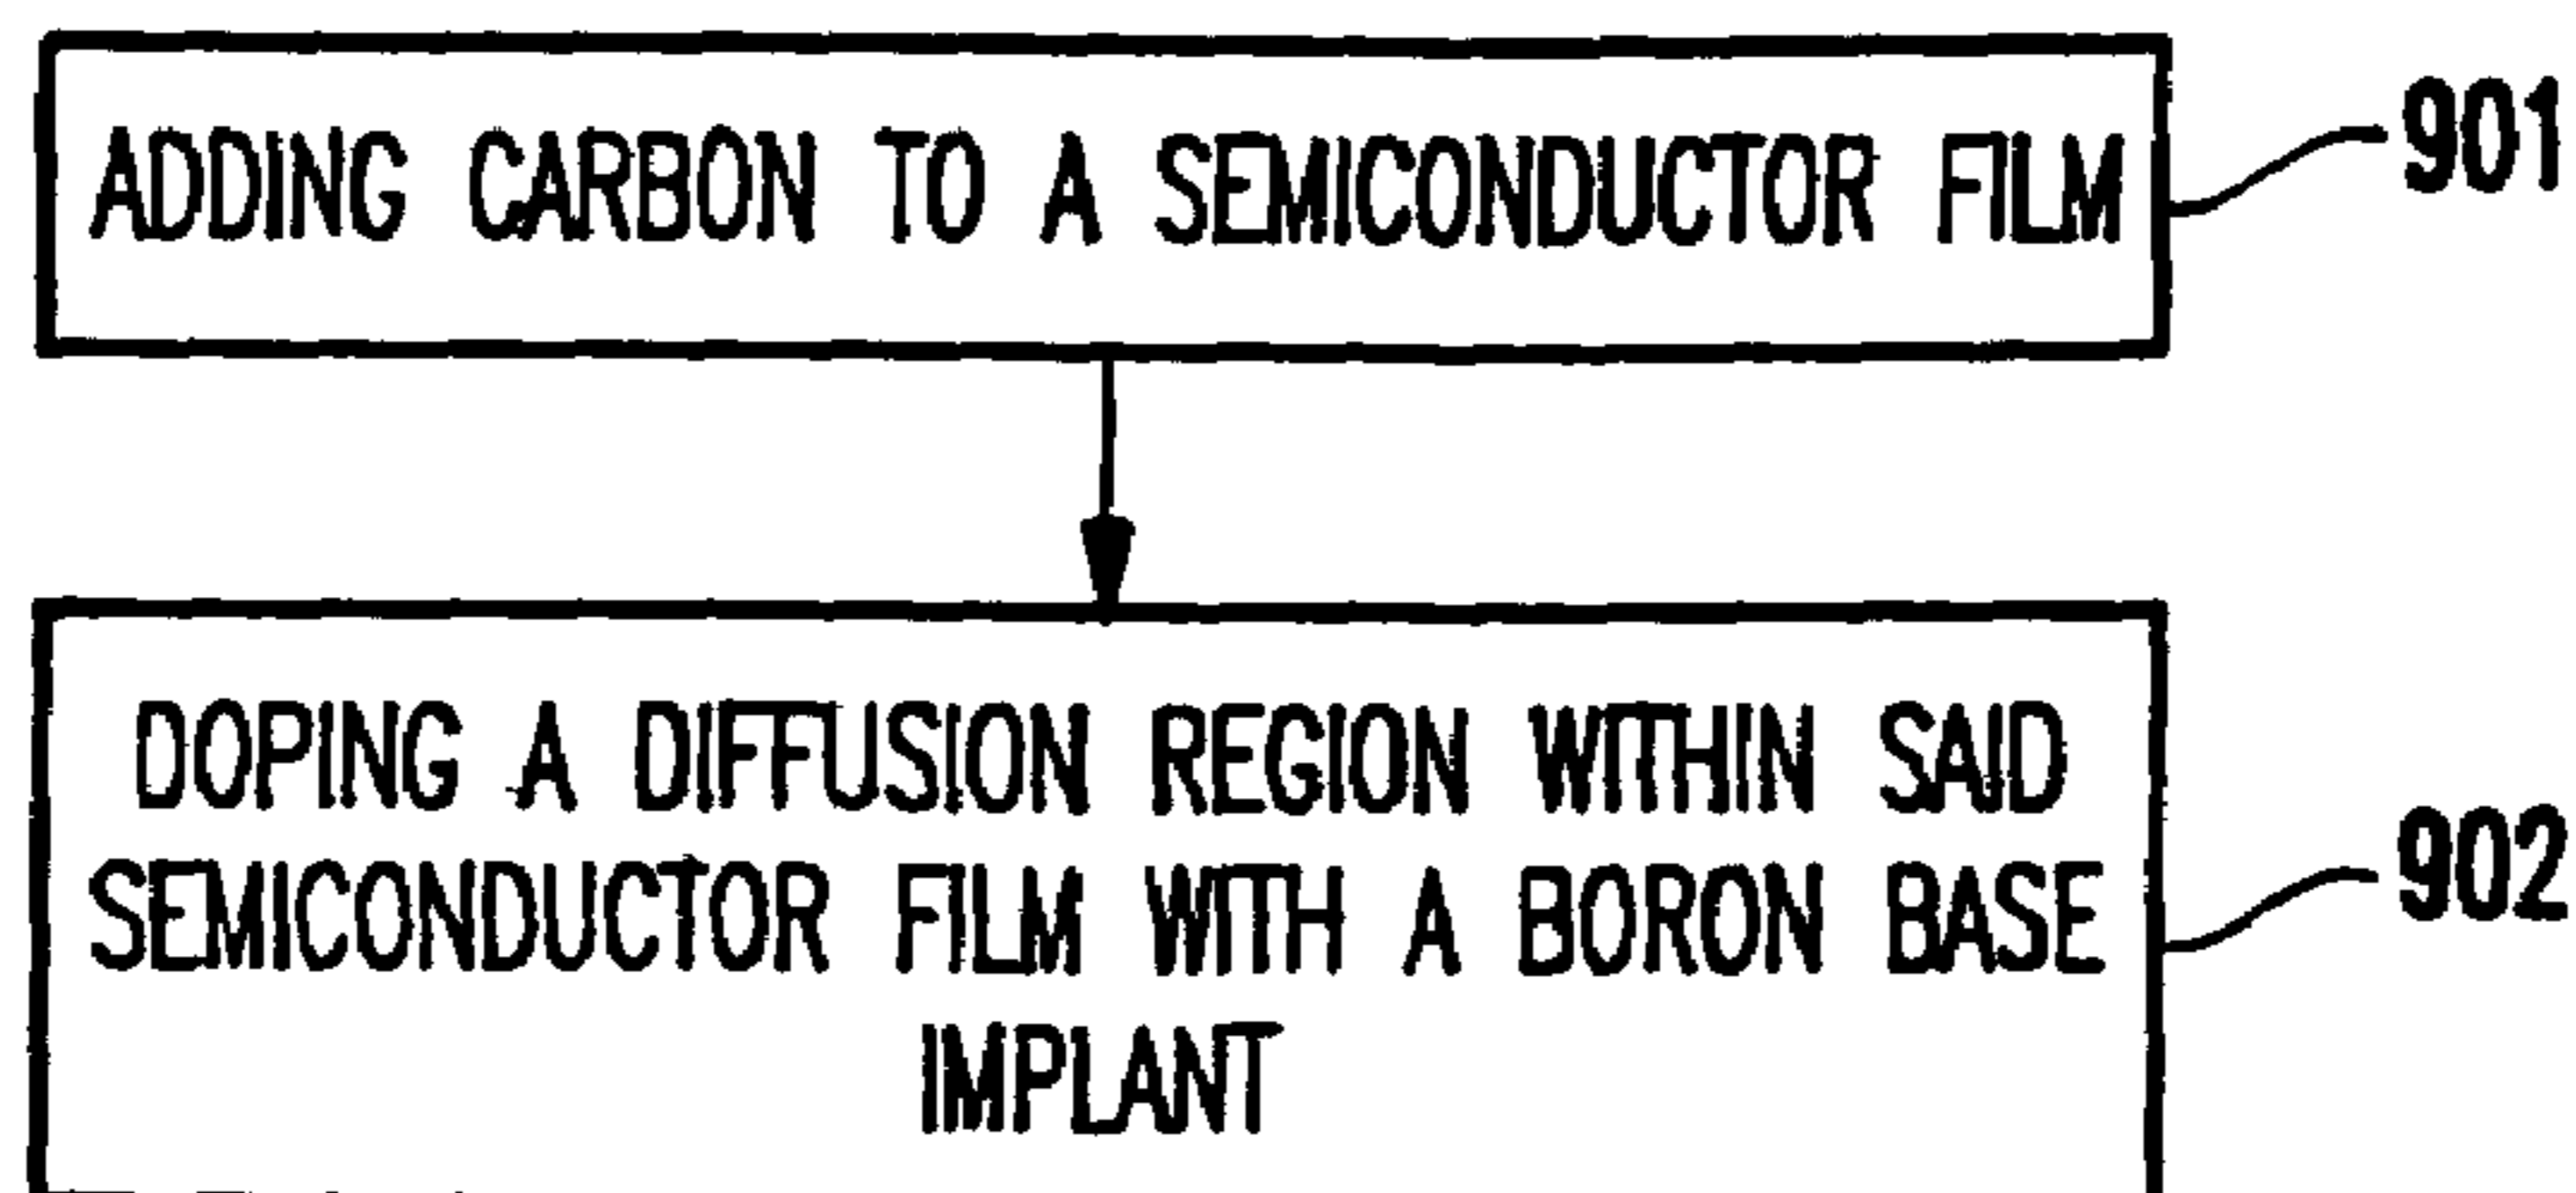 ADDING CARBON TO A SEMICONDUCTOR FILM
901
DOPING A DIFFUSION REGION WITHIN SAID
SEMICONDUCTOR FILM WITH A BORON BASE
IMPLANT
902